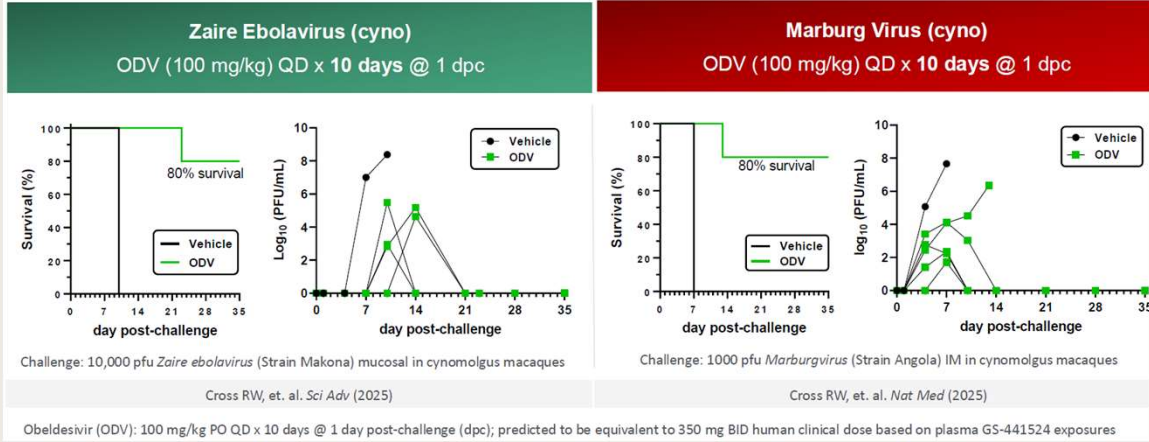 Zaire Ebolavirus (cyno)
ODV (100 mg/kg) QD x 10 days @ 1 dpc
Survival (%)
100
80
60
40
20
0
80% survival
Vehicle
ODV
0 7 14 21 28 35
day post-challenge
Log10 (PFU/mL)
10
8
6
4
2
0
Vehicle
ODV
0 7 14 21 28 35
day post-challenge
Challenge: 10,000 pfu Zaire ebolavirus (Strain Makona) mucosal in cynomolgus macaques
Cross RW, et. al. Sci Adv (2025)
Marburg Virus (cyno)
ODV (100 mg/kg) QD x 10 days @ 1 dpc
Survival (%)
100
80
60
40
20
0
80% survival
Vehicle
ODV
0 7 14 21 28 35
day post-challenge
log10 (PFU/mL)
10
8
6
4
2
0
Vehicle
ODV
0 7 14 21 28 35
day post-challenge
Challenge: 1000 pfu Marburgvirus (Strain Angola) IM in cynomolgus macaques
Cross RW, et. al. Nat Med (2025)
Obeldesivir (ODV): 100 mg/kg PO QD x 10 days @ 1 day post-challenge (dpc); predicted to be equivalent to 350 mg BID human clinical dose based on plasma GS-441524 exposures